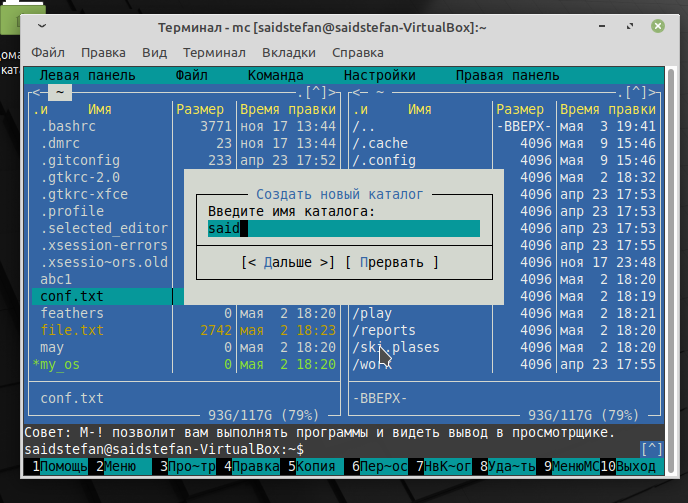 Терминал - mc [saidstefan@saidstefan-VirtualBox]:~
Файл Правка Вид Терминал Вкладки Справка
Левая панель Файл Команда Настройки Правая панель
<─ ~ .[^]> <─ ~ .[^]>
.и Имя Размер Время правки .и Имя Размер Время правки
.bashrc 3771 ноя 17 13:44 /.. -ВВЕРХ- мая 3 19:41
.dmrc 23 ноя 17 13:44 /.cache 4096 мая 9 15:46
.gitconfig 233 апр 23 17:52 /.config 4096 мая 9 15:46
.gtkrc-2.0 4096 мая 2 18:32
.gtkrc-xfce 4096 апр 23 17:53
.profile 4096 апр 23 17:53
.selected_editor 4096 апр 23 17:53
.xsession-errors 4096 апр 23 17:55
.xsessio~ors.old 4096 ноя 17 23:48
abc1 4096 мая 2 18:20
conf.txt 4096 мая 2 18:19
feathers 0 мая 2 18:20 /play 4096 мая 2 18:21
file.txt 2742 мая 2 18:23 /reports 4096 мая 2 18:20
may 0 мая 2 18:20 /ski.plases 4096 мая 2 18:20
*my_os 0 мая 2 18:20 /work 4096 апр 23 17:55
Создать новый каталог
Введите имя каталога:
said
[< Дальше >] [ Прервать ]
conf.txt -ВВЕРХ-
93G/117G (79%) 93G/117G (79%)
Совет: M-! позволит вам выполнять программы и видеть вывод в просмотрщике.
saidstefan@saidstefan-VirtualBox:~$ [^]
1Помощь 2Меню 3Про~тр 4Правка 5Копия 6Пер~ос 7НвК~ог 8Уда~ть 9МенюMC 10Выход